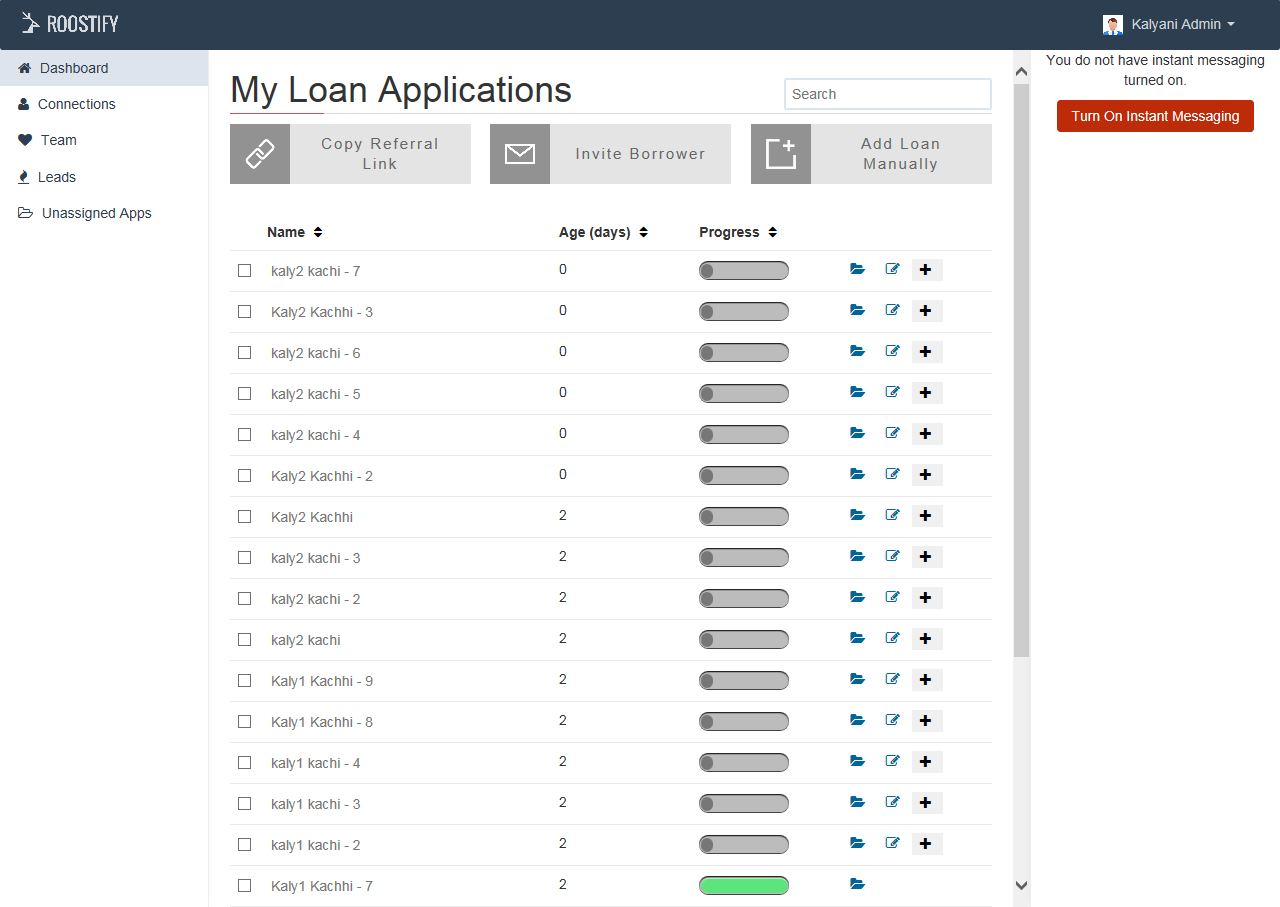 ROOSTIFY
Kalyani Admin
Dashboard
Connections
Team
Leads
Unassigned Apps
My Loan Applications
Search
Copy Referral
Link
Invite Borrower
Add Loan
Manually
Name Age (days) Progress
kaly2 kachi - 7 0
Kaly2 Kachhi - 3 0
kaly2 kachi - 6 0
kaly2 kachi - 5 0
kaly2 kachi - 4 0
Kaly2 Kachhi - 2 0
Kaly2 Kachhi 2
kaly2 kachi - 3 2
kaly2 kachi - 2 2
kaly2 kachi 2
Kaly1 Kachhi - 9 2
Kaly1 Kachhi - 8 2
kaly1 kachi - 4 2
kaly1 kachi - 3 2
kaly1 kachi - 2 2
Kaly1 Kachhi - 7 2
You do not have instant messaging
turned on.
Turn On Instant Messaging